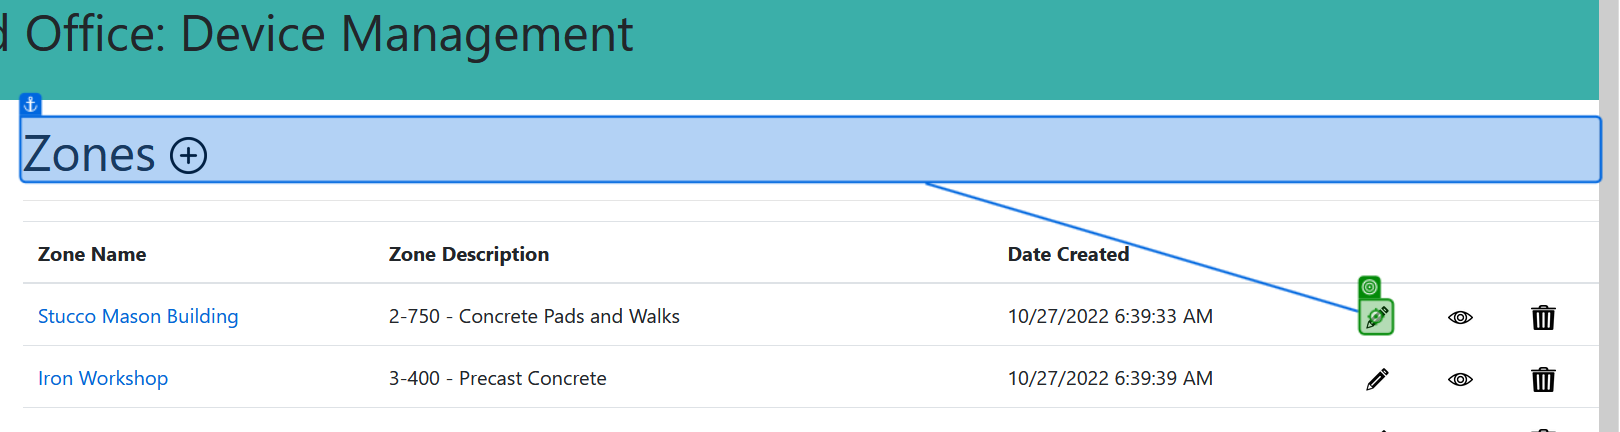 Office: Device Management
Zones
Zone Name Zone Description Date Created
Stucco Mason Building 2-750 - Concrete Pads and Walks 10/27/2022 6:39:33 AM
Iron Workshop 3-400 - Precast Concrete 10/27/2022 6:39:39 AM